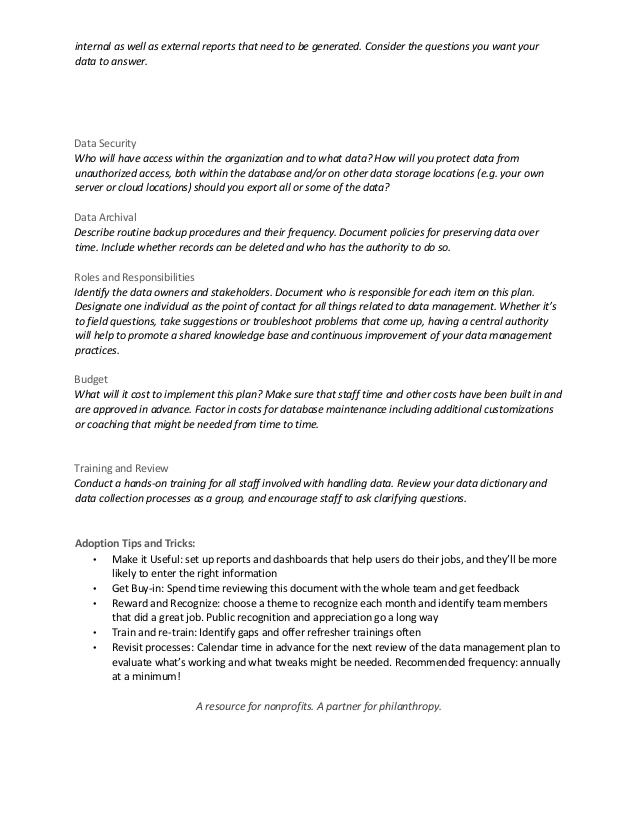 internal as well as external reports that need to be generated. Consider the questions you want your
data to answer.
Data Security
Who will have access within the organization and to what data? How will you protect data from
unauthorized access, both within the database and/or on other data storage locations (e.g. your own
server or cloud locations) should you export all or some of the data?
Data Archival
Describe routine backup procedures and their frequency. Document policies for preserving data over
time. Include whether records can be deleted and who has the authority to do so.
Roles and Responsibilities
Identify the data owners and stakeholders. Document who is responsible for each item on this plan.
Designate one individual as the point of contact for all things related to data management. Whether it's
to field questions, take suggestions or troubleshoot problems that come up, having a central authority
will help to promote a shared knowledge base and continuous improvement of your data management
practices.
Budget
What will it cost to implement this plan? Make sure that staff time and other costs have been built in and
are approved in advance. Factor in costs for database maintenance including additional customizations
or coaching that might be needed from time to time.
Training and Review
Conduct a hands-on training for all staff involved with handling data. Review your data dictionary and
data collection processes as a group, and encourage staff to ask clarifying questions.
Adoption Tips and Tricks:
• Make it Useful: set up reports and dashboards that help users do their jobs, and they'll be more
likely to enter the right information
• Get Buy-in: Spend time reviewing this document with the whole team and get feedback
• Reward and Recognize: choose a theme to recognize each month and identify team members
that did a great job. Public recognition and appreciation go a long way
• Train and re-train: Identify gaps and offer refresher trainings often
• Revisit processes: Calendar time in advance for the next review of the data management plan to
evaluate what's working and what tweaks might be needed. Recommended frequency: annually
at a minimum!
A resource for nonprofits. A partner for philanthropy.